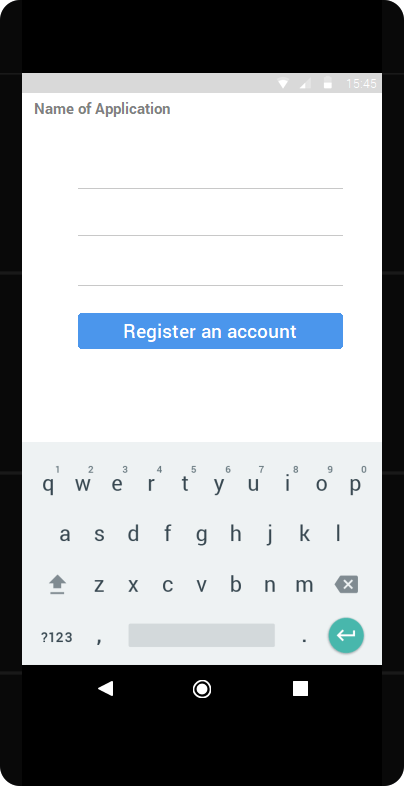 15:45
Name of Application
Register an account
1 2 3 4 5 6 7 8 9 0
q w e r t y u i o p
a s d f g h j k l
z x c v b n m
?123 , .